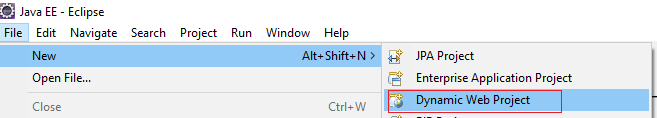 Java EE - Eclipse
File Edit Navigate Search Project Run Window Help
New Alt+Shift+N > JPA Project
Open File... Enterprise Application Project
Dynamic Web Project
Close Ctrl+W